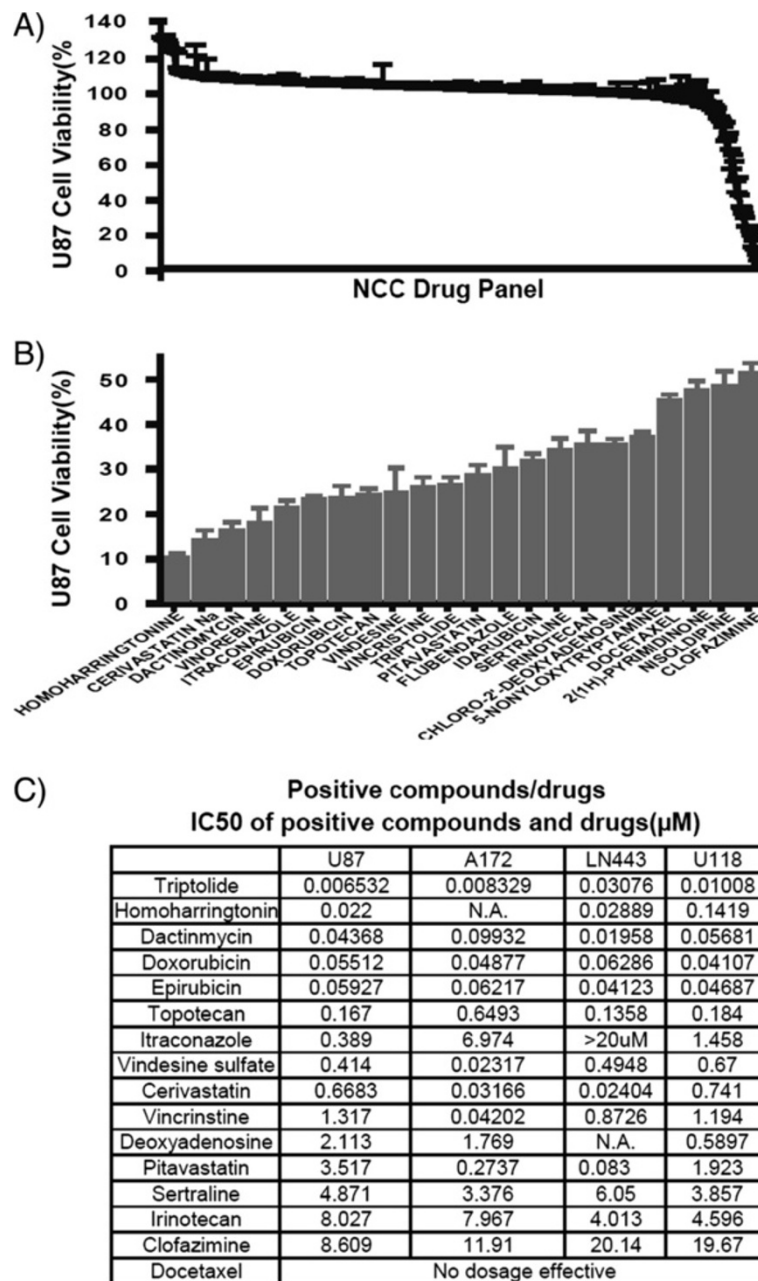 A)
U87 Cell Viability(%
140
120
100
80
60
40
20
0
NCC Drug Panel
B)
U87 Cell Viability(%)
50
40
30
20
10
0
HOMOHARRINGTONINE
CERIVASTATIN Na
DACTINOMYCIN
VINOREBINE
ITRACONAZOLE
EPIRUBICIN
DOXORUBICIN
TOPOTECAN
VINDESINE
VINCRISTINE
TRIPTOLIDE
PITAVASTATIN
FLUBENDAZOLE
IDARUBICIN
SERTRALINE
IRINOTECAN
CHLORO-2'-DEOXYADENOSINE
5-NONYLOXYTRYPTAMINE
DOCETAXEL
2(1H)-PYRIMIDINONE
NISOLDIPINE
CLOFAZIMINE
C)
Positive compounds/drugs
IC50 of positive compounds and drugs(µM)
U87 A172 LN443 U118
Triptolide 0.006532 0.008329 0.03076 0.01008
Homoharringtonin 0.022 N.A. 0.02889 0.1419
Dactinmycin 0.04368 0.09932 0.01958 0.05681
Doxorubicin 0.05512 0.04877 0.06286 0.04107
Epirubicin 0.05927 0.06217 0.04123 0.04687
Topotecan 0.167 0.6493 0.1358 0.184
Itraconazole 0.389 6.974 >20uM 1.458
Vindesine sulfate 0.414 0.02317 0.4948 0.67
Cerivastatin 0.6683 0.03166 0.02404 0.741
Vincrinstine 1.317 0.04202 0.8726 1.194
Deoxyadenosine 2.113 1.769 N.A. 0.5897
Pitavastatin 3.517 0.2737 0.083 1.923
Sertraline 4.871 3.376 6.05 3.857
Irinotecan 8.027 7.967 4.013 4.596
Clofazimine 8.609 11.91 20.14 19.67
Docetaxel No dosage effective